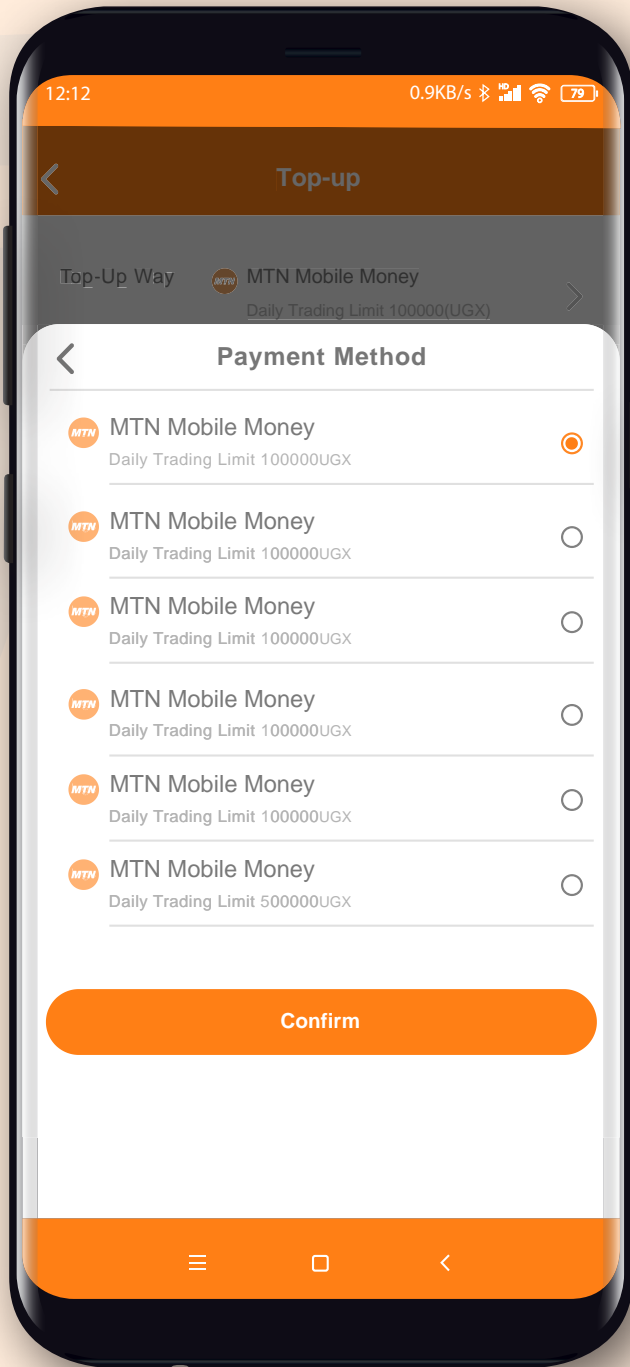 12:12
0.9KB/s HD 79
Top-up
Top-Up Way
MTN MTN Mobile Money
Daily Trading Limit 100000(UGX)
Payment Method
MTN MTN Mobile Money
Daily Trading Limit 100000UGX
MTN MTN Mobile Money
Daily Trading Limit 100000UGX
MTN MTN Mobile Money
Daily Trading Limit 100000UGX
MTN MTN Mobile Money
Daily Trading Limit 100000UGX
MTN MTN Mobile Money
Daily Trading Limit 100000UGX
MTN MTN Mobile Money
Daily Trading Limit 500000UGX
Confirm